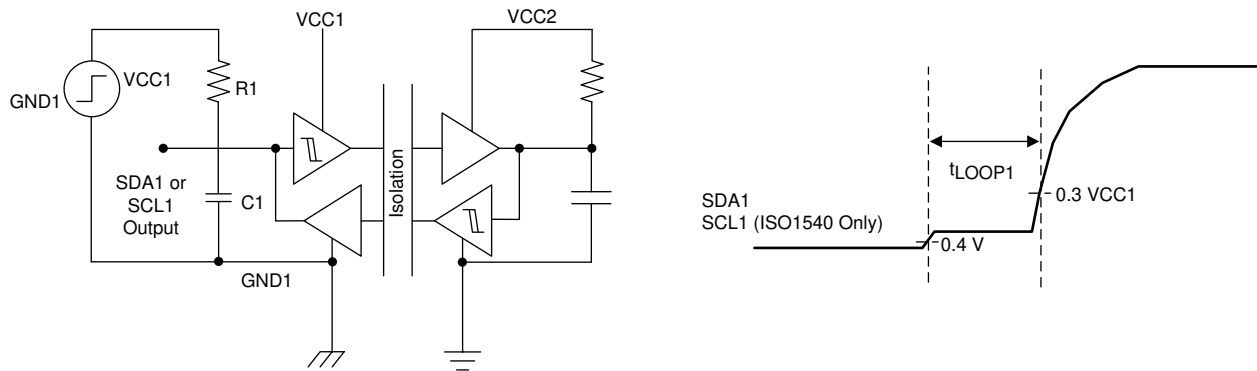 VCC1
VCC2
VCC1
GND1
R1
SDA1 or
SCL1
Output
C1
Isolation
GND1
SDA1
SCL1 (ISO1540 Only)
tLOOP1
0.3 VCC1
0.4 V